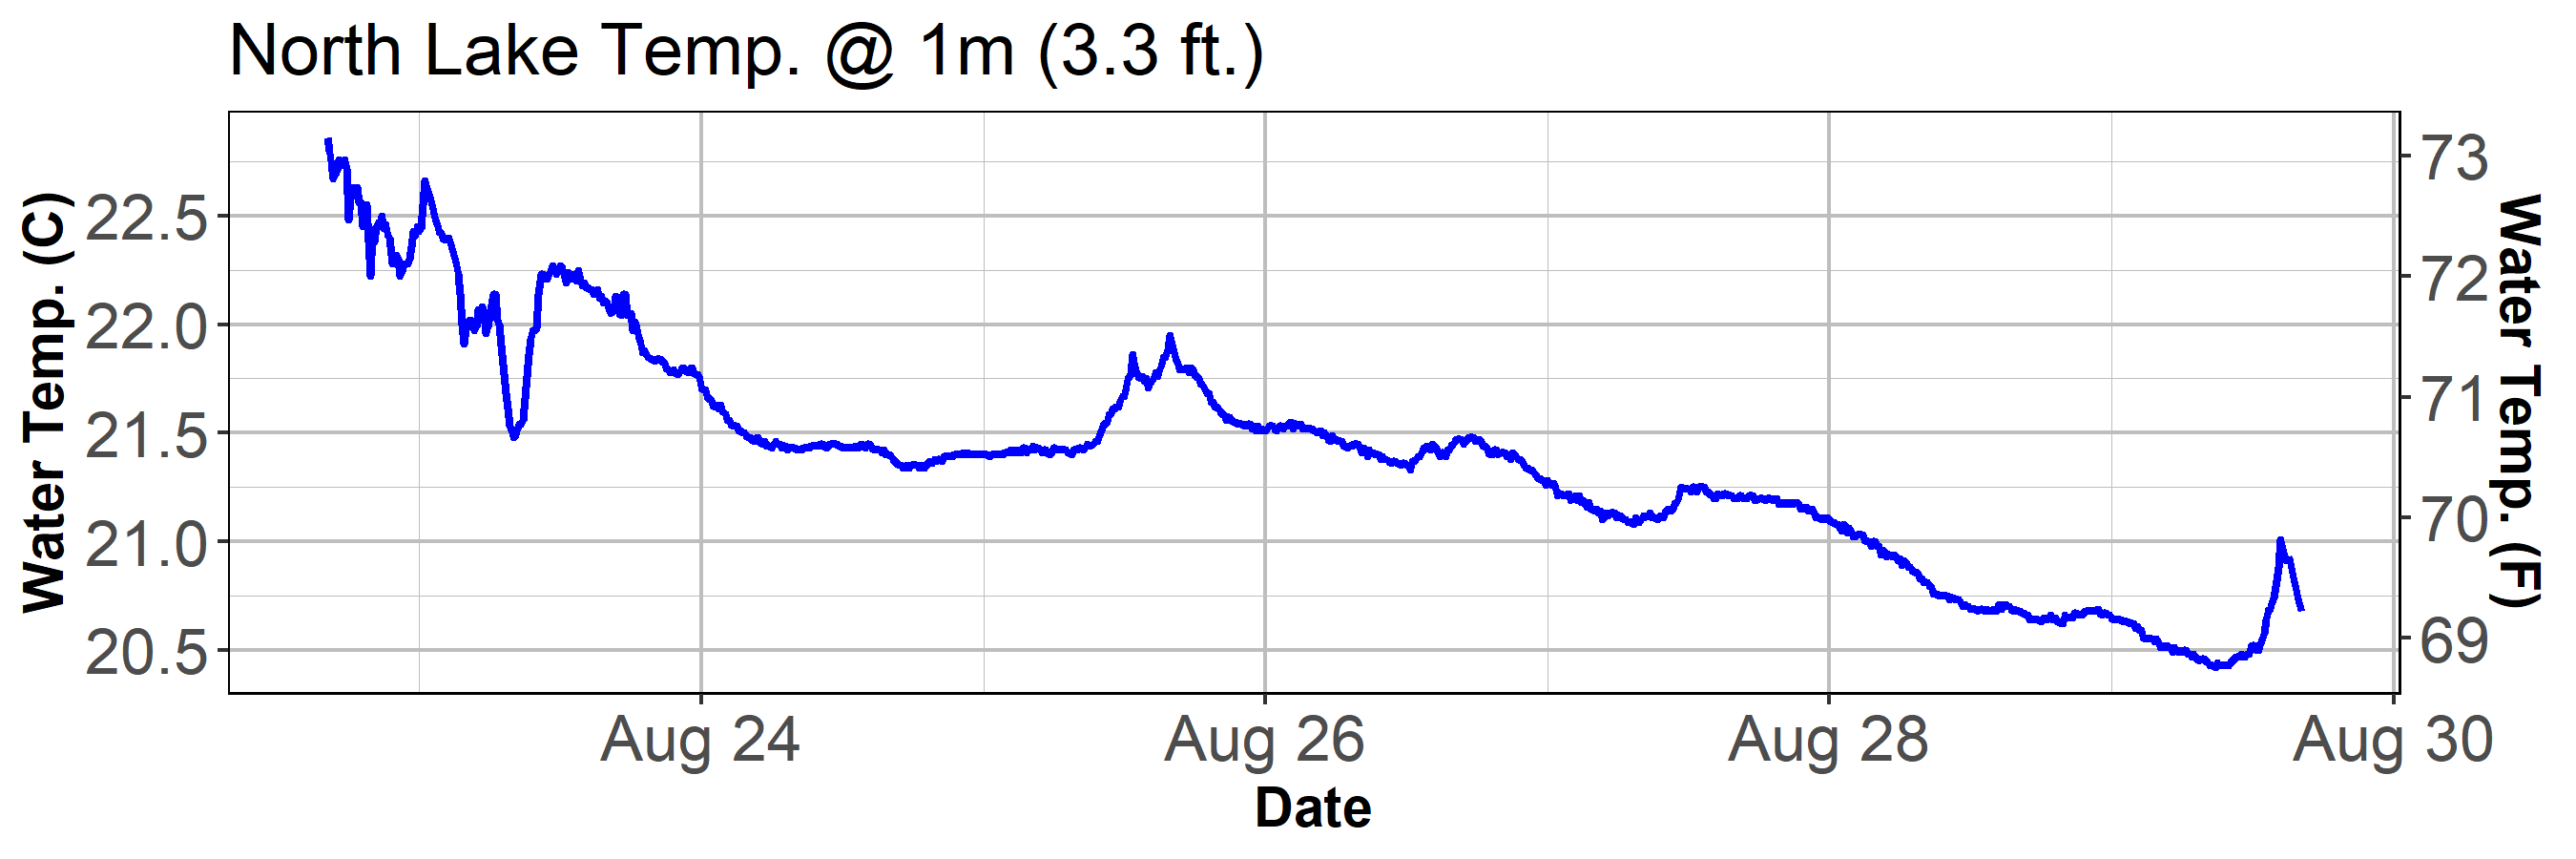 North Lake Temp. @ 1m (3.3 ft.)
Water Temp. (C)
22.5
22.0
21.5
21.0
20.5
73
72
71
70
69
Water Temp. (F)
Aug 24 Aug 26 Aug 28 Aug 30
Date